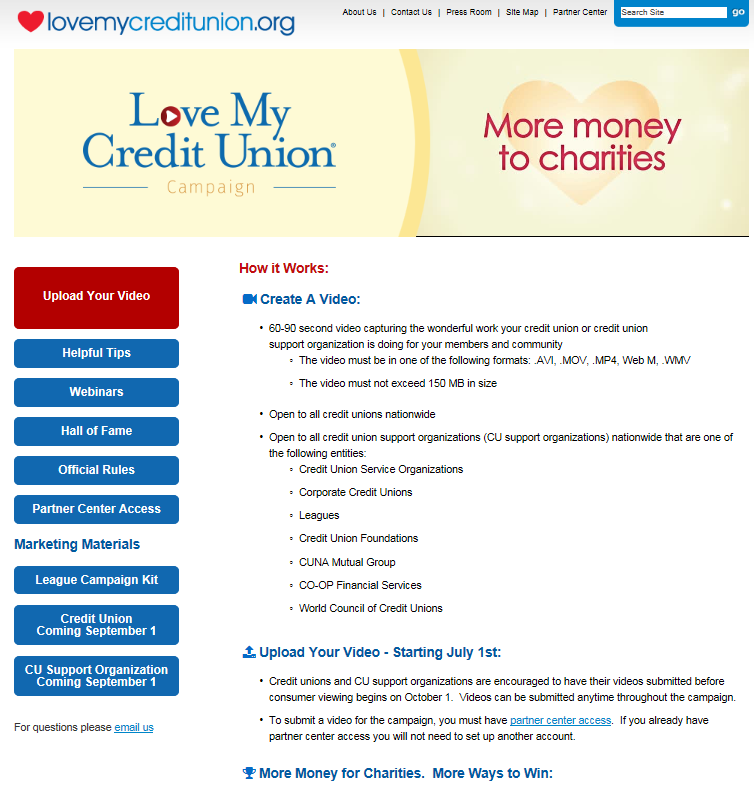 lovemycreditunion.org
About Us | Contact Us | Press Room | Site Map | Partner Center
Search Site
go
Love My
Credit Union®
Campaign
More money
to charities
Upload Your Video
Helpful Tips
Webinars
Hall of Fame
Official Rules
Partner Center Access
Marketing Materials
League Campaign Kit
Credit Union
Coming September 1
CU Support Organization
Coming September 1
For questions please email us
How it Works:
Create A Video:
• 60-90 second video capturing the wonderful work your credit union or credit union
support organization is doing for your members and community
◦ The video must be in one of the following formats: .AVI, .MOV, .MP4, Web M, .WMV
◦ The video must not exceed 150 MB in size
• Open to all credit unions nationwide
• Open to all credit union support organizations (CU support organizations) nationwide that are one of
the following entities:
◦ Credit Union Service Organizations
◦ Corporate Credit Unions
◦ Leagues
◦ Credit Union Foundations
◦ CUNA Mutual Group
◦ CO-OP Financial Services
◦ World Council of Credit Unions
Upload Your Video - Starting July 1st:
• Credit unions and CU support organizations are encouraged to have their videos submitted before
consumer viewing begins on October 1. Videos can be submitted anytime throughout the campaign.
• To submit a video for the campaign, you must have partner center access. If you already have
partner center access you will not need to set up another account.
More Money for Charities. More Ways to Win: